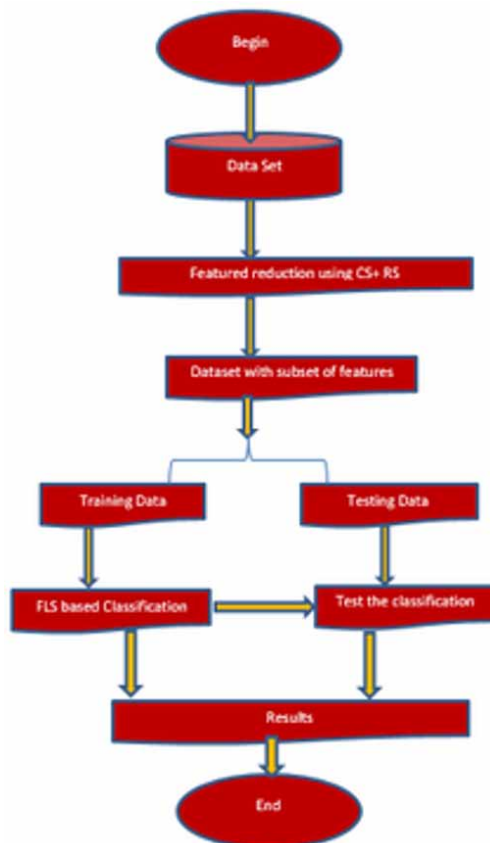 Begin
Data Set
Featured reduction using CS+ RS
Dataset with subset of features
Training Data
Testing Data
FLS based Classification
Test the classification
Results
End